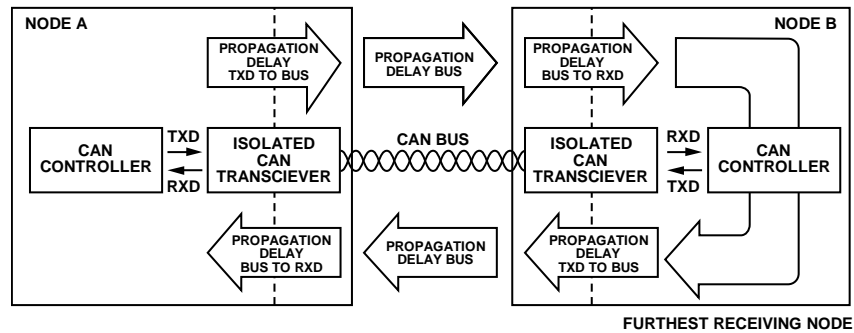 NODE A
NODE B
PROPAGATION
DELAY
TXD TO BUS
PROPAGATION
DELAY BUS
PROPAGATION
DELAY
BUS TO RXD
CAN
CONTROLLER
TXD
RXD
ISOLATED
CAN
TRANSCIEVER
CAN BUS
ISOLATED
CAN
TRANSCIEVER
RXD
TXD
CAN
CONTROLLER
PROPAGATION
DELAY
BUS TO RXD
PROPAGATION
DELAY BUS
PROPAGATION
DELAY
TXD TO BUS
FURTHEST RECEIVING NODE